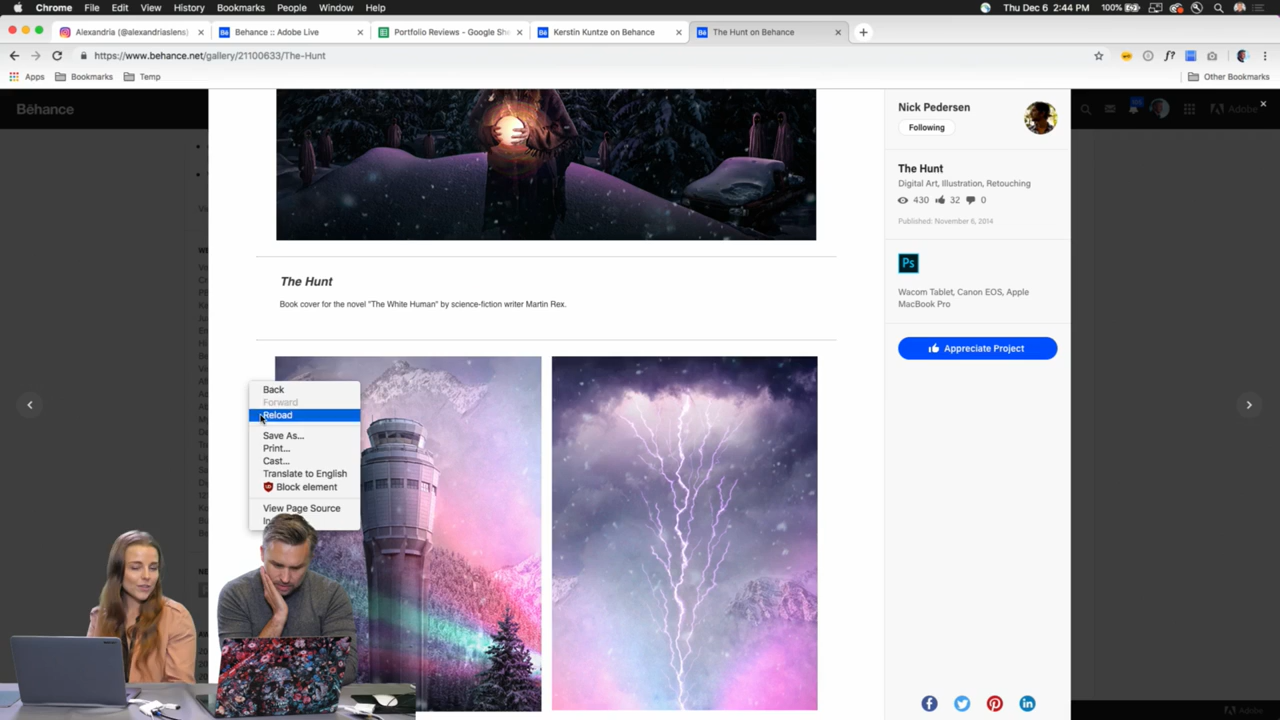 Chrome File Edit View History Bookmarks People Window Help
100% Thu Dec 6 2:44 PM
Alexandria (@alexandriaslens)
Behance :: Adobe Live
Portfolio Reviews - Google She
Kerstin Kuntze on Behance
The Hunt on Behance
https://www.behance.net/gallery/21100633/The-Hunt
f?
Apps Bookmarks Temp Other Bookmarks
Bēhance
Adobe
Nick Pedersen
Following
The Hunt
Digital Art, Illustration, Retouching
430 32 0
Published: November 6, 2014
Ps
Wacom Tablet, Canon EOS, Apple
MacBook Pro
Appreciate Project
The Hunt
Book cover for the novel "The White Human" by science-fiction writer Martin Rex.
Back
Forward
Reload
Save As...
Print...
Cast...
Translate to English
Block element
View Page Source
Adobe